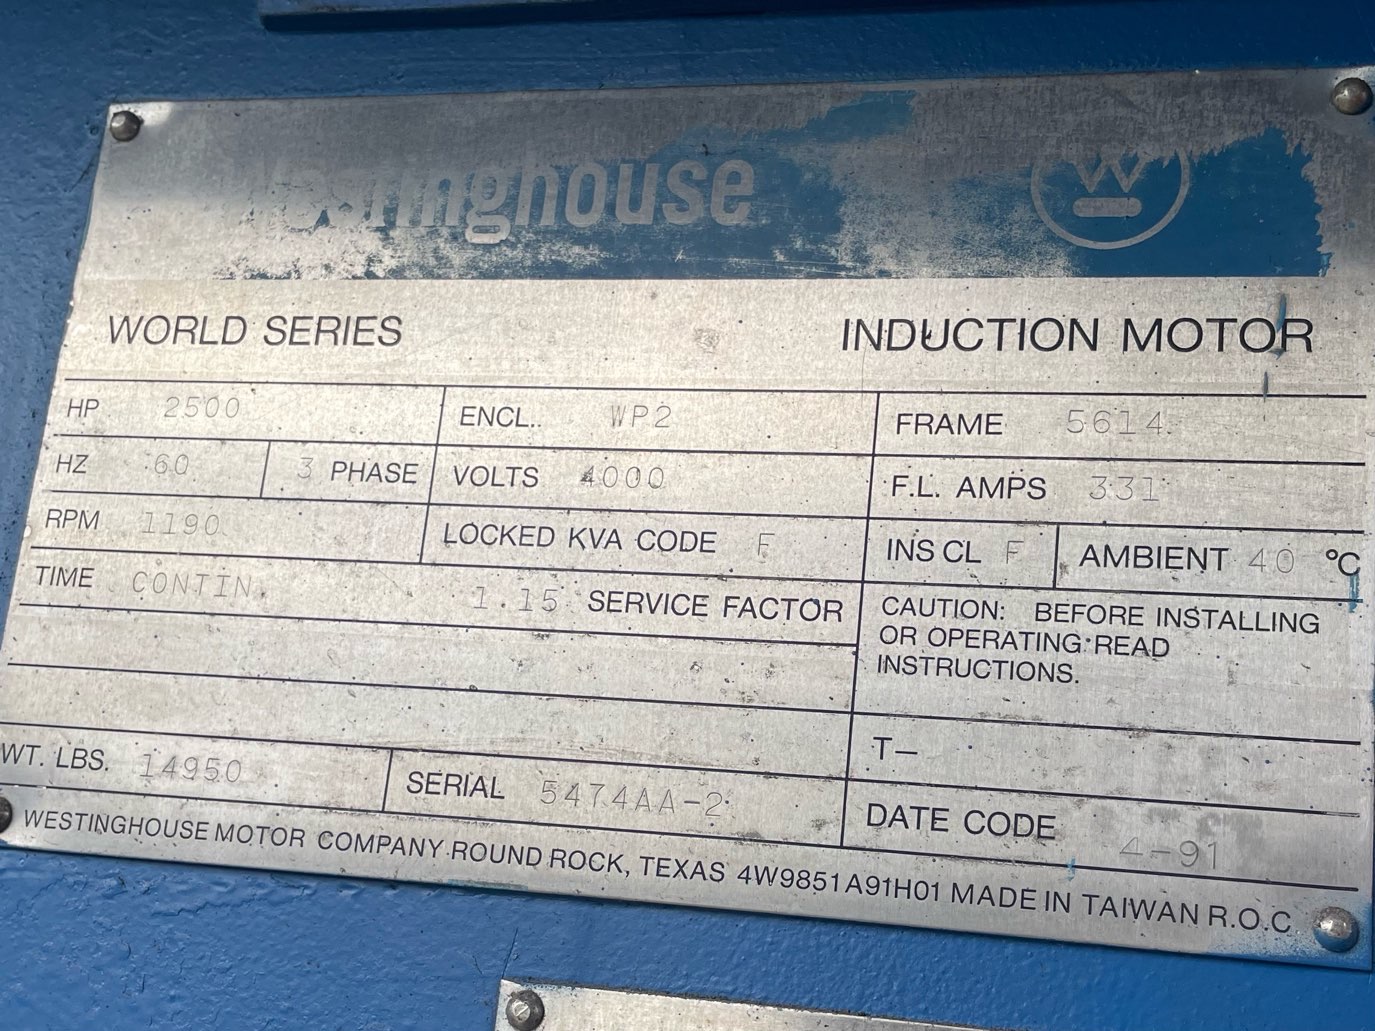 Westinghouse W
WORLD SERIES INDUCTION MOTOR
HP 2500 ENCL. WP2 FRAME 5614
HZ 60 3 PHASE VOLTS 4000 F.L. AMPS 331
RPM 1190 LOCKED KVA CODE F INS CL F AMBIENT 40 °C
TIME CONTIN. 1.15 SERVICE FACTOR
CAUTION: BEFORE INSTALLING
OR OPERATING READ
INSTRUCTIONS.
T—
WT. LBS. 14950 SERIAL 5474AA-2 DATE CODE 4-91
WESTINGHOUSE MOTOR COMPANY ROUND ROCK, TEXAS 4W9851A91H01 MADE IN TAIWAN R.O.C.